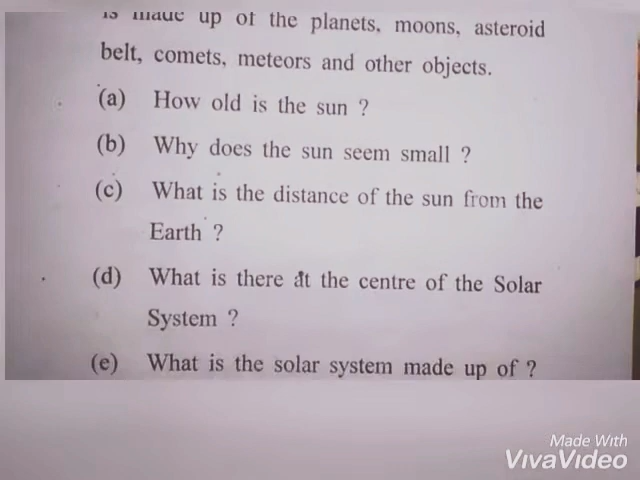 is made up of the planets, moons, asteroid
belt, comets, meteors and other objects.
(a) How old is the sun ?
(b) Why does the sun seem small ?
(c) What is the distance of the sun from the
Earth ?
(d) What is there at the centre of the Solar
System ?
(e) What is the solar system made up of ?
Made With
VivaVideo